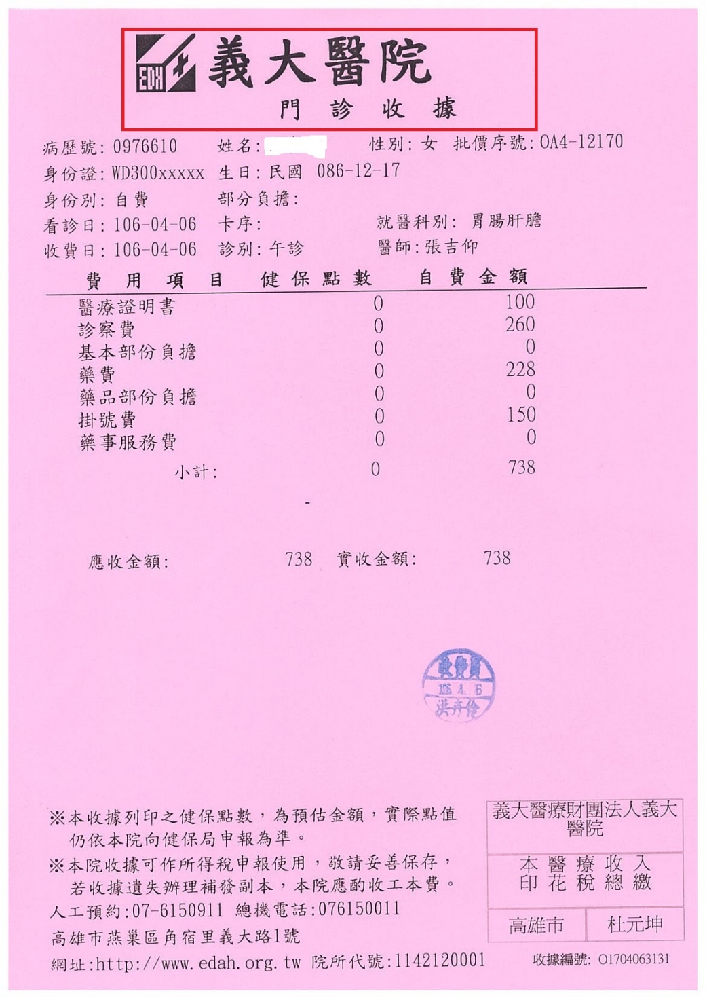 EDH 義大醫院
門診收據
病歷號: 0976610 姓名: 性別: 女 批價序號: OA4-12170
身份證: WD300xxxxx 生日: 民國 086-12-17
身份別: 自費 部分負擔:
看診日: 106-04-06 卡序: 就醫科別: 胃腸肝膽
收費日: 106-04-06 診別: 午診 醫師: 張吉仰
費用項目 健保點數 自費金額
醫療證明書 0 100
診察費 0 260
基本部份負擔 0 0
藥費 0 228
藥品部份負擔 0 0
掛號費 0 150
藥事服務費 0 0
小計: 0 738
-
應收金額: 738 實收金額: 738
收費員
106. 4. 6
※本收據列印之健保點數，為預估金額，實際點值
仍依本院向健保局申報為準。
※本院收據可作所得稅申報使用，敬請妥善保存，
若收據遺失辦理補發副本，本院應酌收工本費。
人工預約:07-6150911 總機電話:076150011
高雄市燕巢區角宿里義大路1號
網址:http://www.edah.org.tw 院所代號:1142120001
義大醫療財團法人義大
醫院
本醫療收入
印花稅總繳
高雄市 杜元坤
收據編號: O1704063131